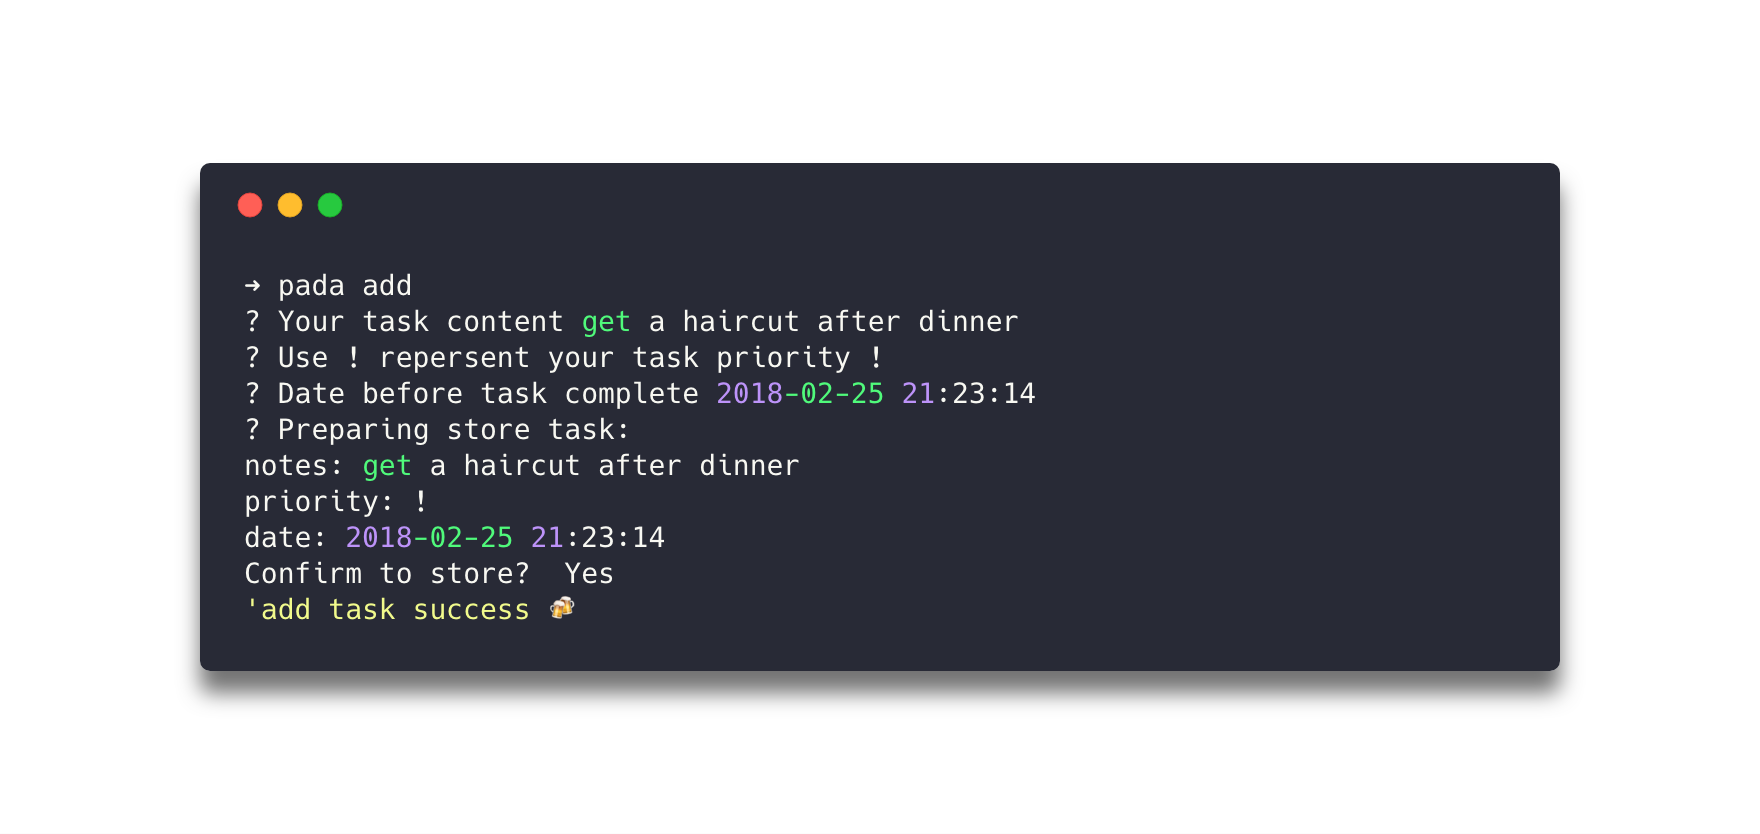 ➜ pada add
? Your task content get a haircut after dinner
? Use ! repersent your task priority !
? Date before task complete 2018-02-25 21:23:14
? Preparing store task:
notes: get a haircut after dinner
priority: !
date: 2018-02-25 21:23:14
Confirm to store?  Yes
'add task success 🍻